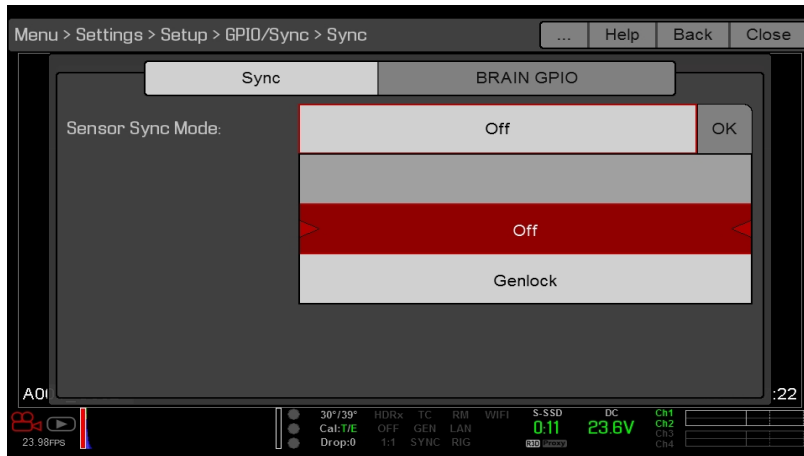 Menu > Settings > Setup > GPIO/Sync > Sync
... Help Back Close
Sync BRAIN GPIO
Sensor Sync Mode: Off OK
Off
Genlock
:22
30°/39° HDRx TC RM WIFI S-SSD DC Ch1
Cal:T/E OFF GEN LAN 0:11 23.6V Ch2
23.98FPS Drop:0 1:1 SYNC RIG R3D Proxy Ch3
Ch4